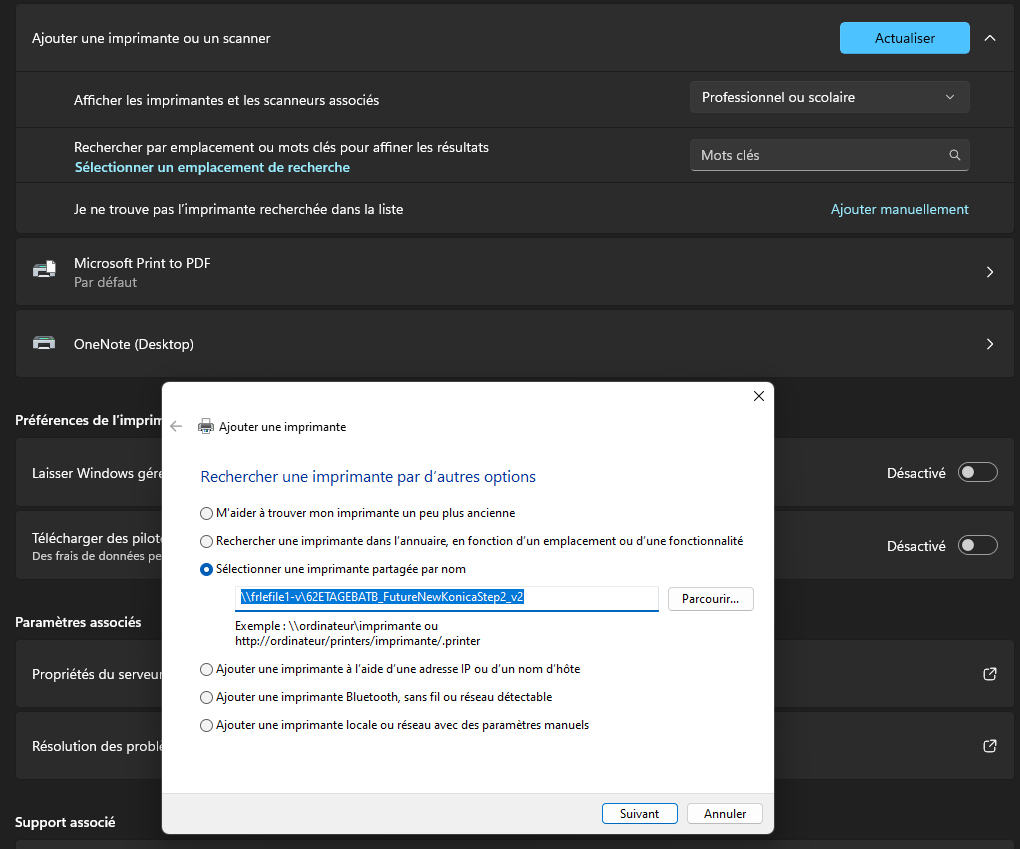 Ajouter une imprimante ou un scanner
Actualiser
Afficher les imprimantes et les scanneurs associés
Professionnel ou scolaire
Rechercher par emplacement ou mots clés pour affiner les résultats
Sélectionner un emplacement de recherche
Mots clés
Je ne trouve pas l’imprimante recherchée dans la liste
Ajouter manuellement
Microsoft Print to PDF
Par défaut
OneNote (Desktop)
Préférences de l’imprim
Laisser Windows gére
Désactivé
Télécharger des pilote
Des frais de données pe
Désactivé
Paramètres associés
Propriétés du serveur
Résolution des problè
Support associé
Ajouter une imprimante
Rechercher une imprimante par d’autres options
M'aider à trouver mon imprimante un peu plus ancienne
Rechercher une imprimante dans l’annuaire, en fonction d’un emplacement ou d’une fonctionnalité
Sélectionner une imprimante partagée par nom
\\frlefile1-v\62ETAGEBATB_FutureNewKonicaStep2_v2
Parcourir...
Exemple : \\ordinateur\imprimante ou
http://ordinateur/printers/imprimante/.printer
Ajouter une imprimante à l’aide d’une adresse IP ou d’un nom d’hôte
Ajouter une imprimante Bluetooth, sans fil ou réseau détectable
Ajouter une imprimante locale ou réseau avec des paramètres manuels
Suivant
Annuler